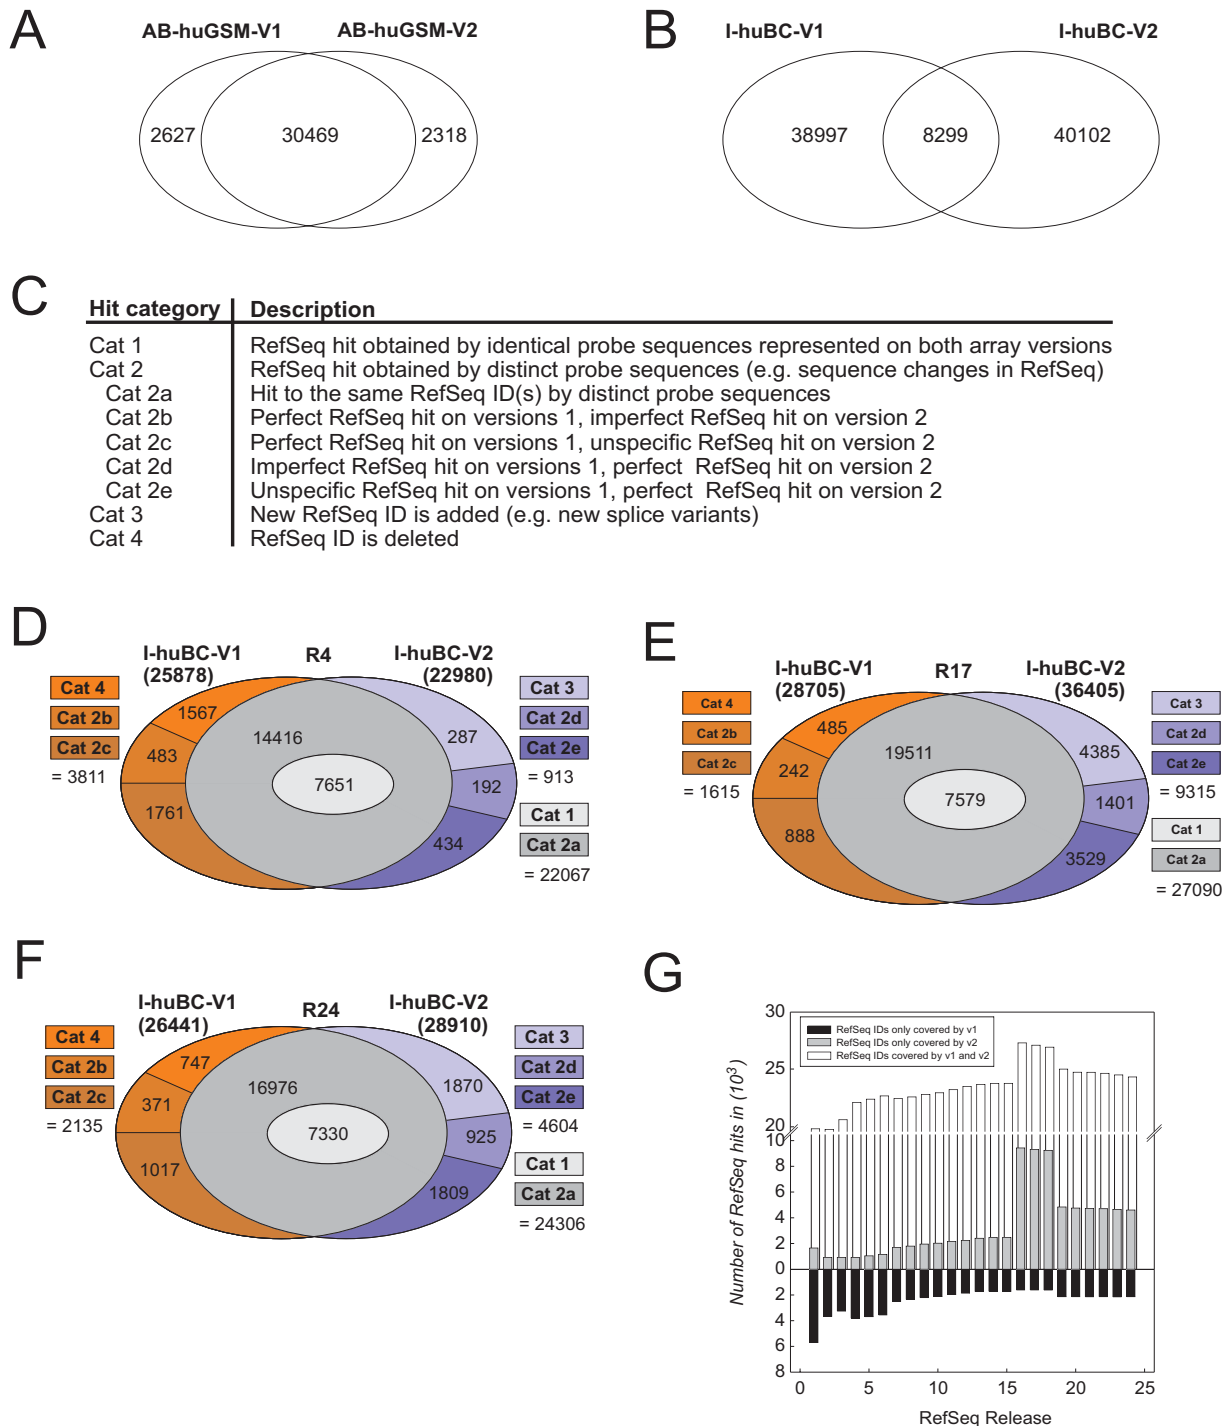 A
AB-huGSM-V1
AB-huGSM-V2
2627
30469
2318
B
I-huBC-V1
I-huBC-V2
38997
8299
40102
C
Hit category Description
Cat 1 RefSeq hit obtained by identical probe sequences represented on both array versions
Cat 2 RefSeq hit obtained by distinct probe sequences (e.g. sequence changes in RefSeq)
Cat 2a Hit to the same RefSeq ID(s) by distinct probe sequences
Cat 2b Perfect RefSeq hit on versions 1, imperfect RefSeq hit on version 2
Cat 2c Perfect RefSeq hit on versions 1, unspecific RefSeq hit on version 2
Cat 2d Imperfect RefSeq hit on versions 1, perfect RefSeq hit on version 2
Cat 2e Unspecific RefSeq hit on versions 1, perfect RefSeq hit on version 2
Cat 3 New RefSeq ID is added (e.g. new splice variants)
Cat 4 RefSeq ID is deleted
D
I-huBC-V1
(25878)
R4
I-huBC-V2
(22980)
Cat 4
Cat 2b
Cat 2c
= 3811
1567
483
1761
14416
7651
287
192
434
Cat 3
Cat 2d
Cat 2e
= 913
Cat 1
Cat 2a
= 22067
E
I-huBC-V1
(28705)
R17
I-huBC-V2
(36405)
Cat 4
Cat 2b
Cat 2c
= 1615
485
242
888
19511
7579
4385
1401
3529
Cat 3
Cat 2d
Cat 2e
= 9315
Cat 1
Cat 2a
= 27090
F
I-huBC-V1
(26441)
R24
I-huBC-V2
(28910)
Cat 4
Cat 2b
Cat 2c
= 2135
747
371
1017
16976
7330
1870
925
1809
Cat 3
Cat 2d
Cat 2e
= 4604
Cat 1
Cat 2a
= 24306
G
RefSeq IDs only covered by v1
RefSeq IDs only covered by v2
RefSeq IDs covered by v1 and v2
Number of RefSeq hits in (10³)
30
25
20
10
8
6
4
2
0
2
4
6
8
0 5 10 15 20 25
RefSeq Release